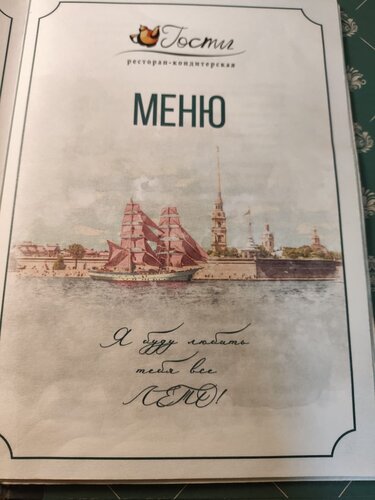 Гости
ресторан-кондитерская
МЕНЮ
Я буду любить
тебя все
ЛЕТО!